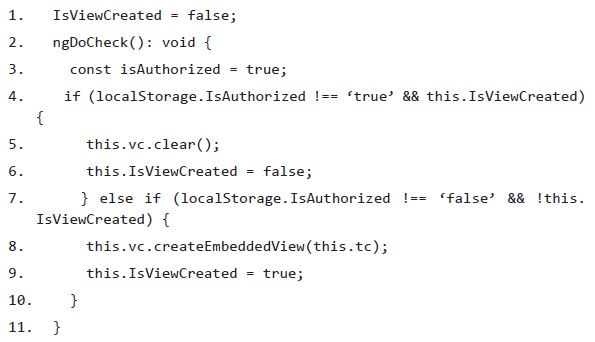 1. IsViewCreated = false;
2. ngDoCheck(): void {
3. const isAuthorized = true;
4. if (localStorage.IsAuthorized !== ‘true’ && this.IsViewCreated)
{
5. this.vc.clear();
6. this.IsViewCreated = false;
7. } else if (localStorage.IsAuthorized !== ‘false’ && !this.
IsViewCreated) {
8. this.vc.createEmbeddedView(this.tc);
9. this.IsViewCreated = true;
10. }
11. }